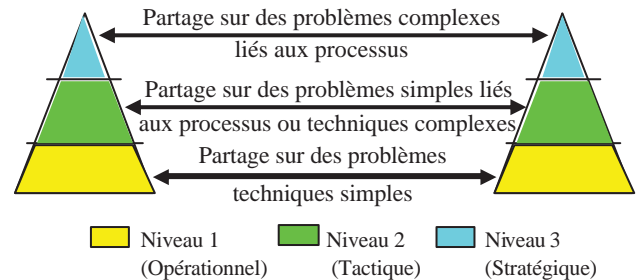 Partage sur des problèmes complexes
liés aux processus
Partage sur des problèmes simples liés
aux processus ou techniques complexes
Partage sur des problèmes
techniques simples
Niveau 1 Niveau 2 Niveau 3
(Opérationnel) (Tactique) (Stratégique)